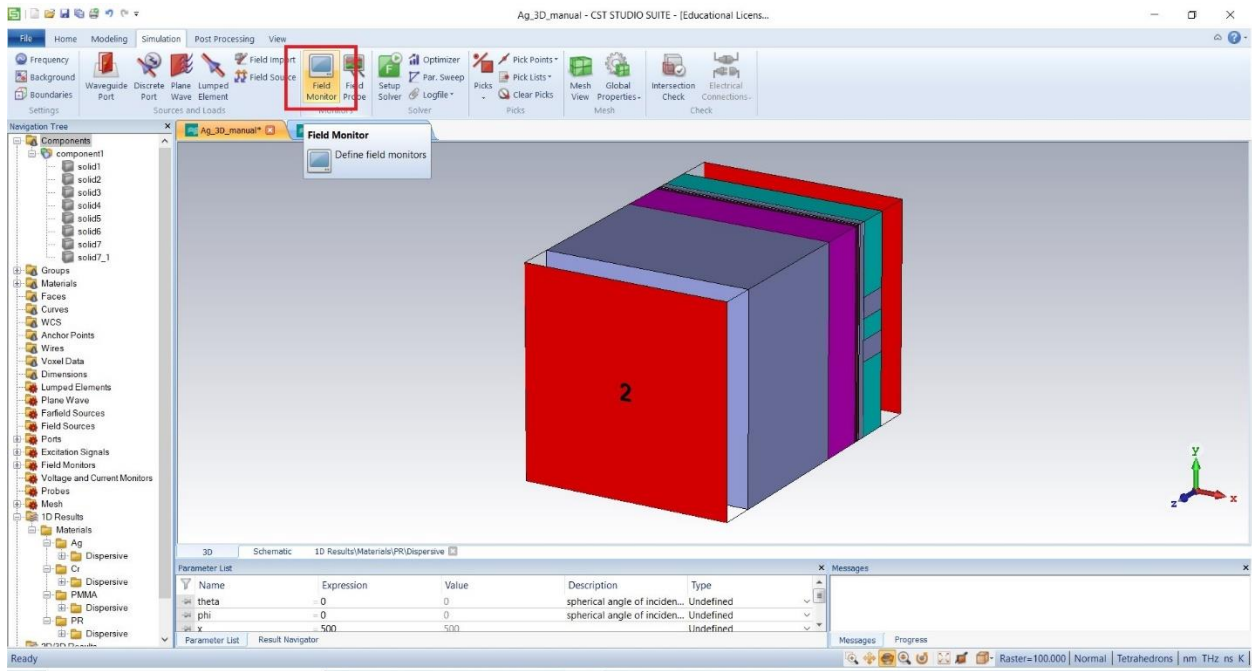 Ag_3D_manual - CST STUDIO SUITE - [Educational Licens...
File Home Modeling Simulation Post Processing View
Frequency
Background
Boundaries
Settings
Waveguide Port
Discrete Port
Plane Wave
Lumped Element
Field Import
Field Source
Sources and Loads
Field Monitor
Field Probe
Monitors
Setup Solver
Optimizer
Par. Sweep
Logfile
Solver
Picks
Pick Points
Pick Lists
Clear Picks
Picks
Mesh View
Global Properties
Mesh
Intersection Check
Electrical Connections
Check
Navigation Tree
Ag_3D_manual*
Field Monitor
Define field monitors
Components
component1
solid1
solid2
solid3
solid4
solid5
solid6
solid7
solid7_1
Groups
Materials
Faces
Curves
WCS
Anchor Points
Wires
Voxel Data
Dimensions
Lumped Elements
Plane Wave
Farfield Sources
Field Sources
Ports
Excitation Signals
Field Monitors
Voltage and Current Monitors
Probes
Mesh
1D Results
Materials
Ag
Dispersive
Cr
Dispersive
PMMA
Dispersive
PR
Dispersive
2D/3D Results
2
y
z
x
3D Schematic 1D Results\Materials\PR\Dispersive
Parameter List
Name Expression Value Description Type
theta = 0 0 spherical angle of inciden... Undefined
phi = 0 0 spherical angle of inciden... Undefined
x = 500 500 Undefined
Parameter List Result Navigator
Messages
Messages Progress
Ready
Raster=100.000 Normal Tetrahedrons nm THz ns K